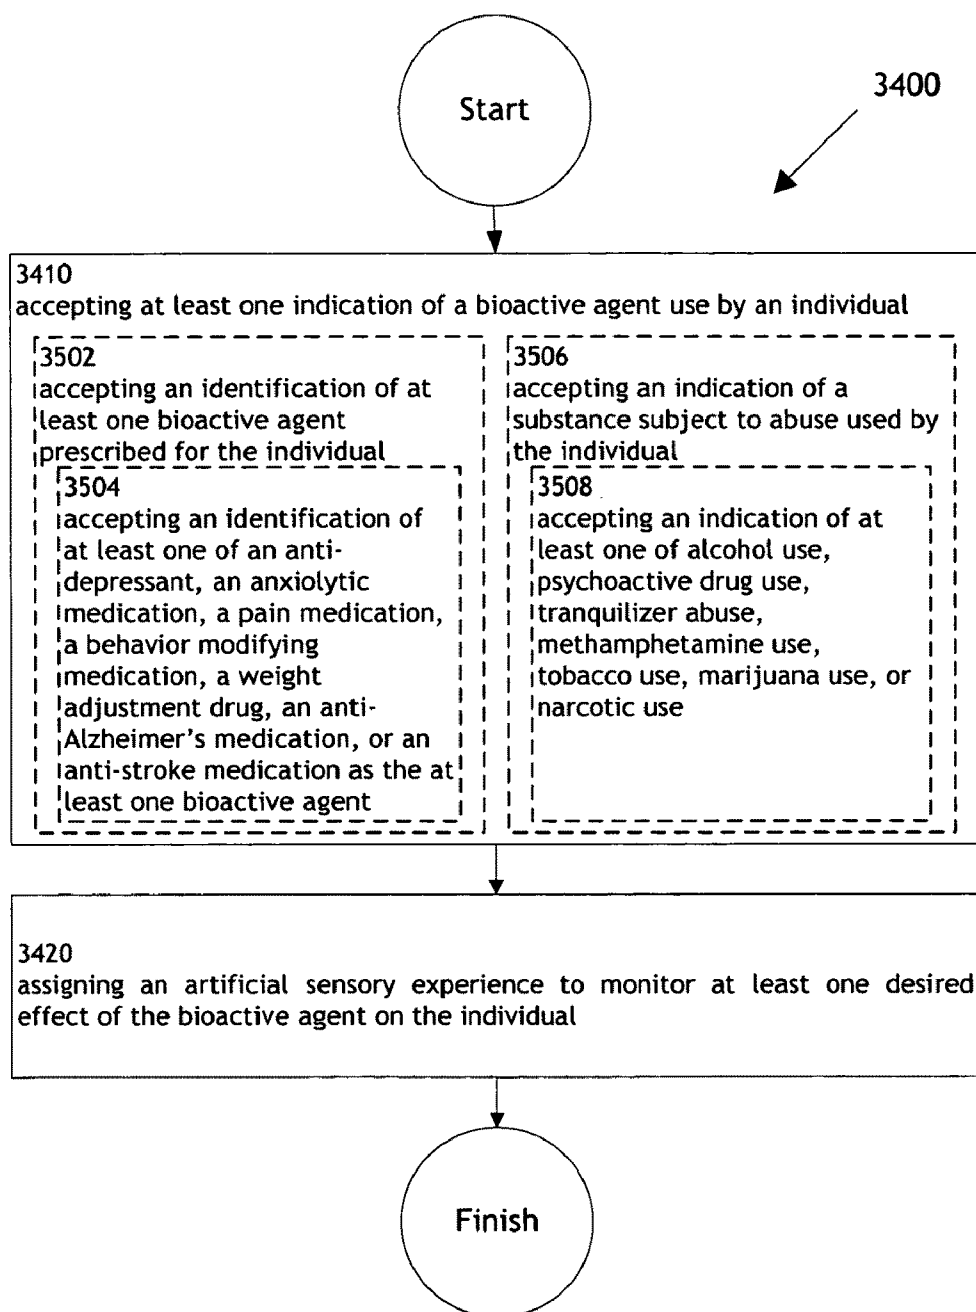 Start
3400
3410
accepting at least one indication of a bioactive agent use by an individual
3502
accepting an identification of at
least one bioactive agent
prescribed for the individual
3504
accepting an identification of
at least one of an anti-
depressant, an anxiolytic
medication, a pain medication,
a behavior modifying
medication, a weight
adjustment drug, an anti-
Alzheimer's medication, or an
anti-stroke medication as the at
least one bioactive agent
3506
accepting an indication of a
substance subject to abuse used by
the individual
3508
accepting an indication of at
least one of alcohol use,
psychoactive drug use,
tranquilizer abuse,
methamphetamine use,
tobacco use, marijuana use, or
narcotic use
3420
assigning an artificial sensory experience to monitor at least one desired
effect of the bioactive agent on the individual
Finish